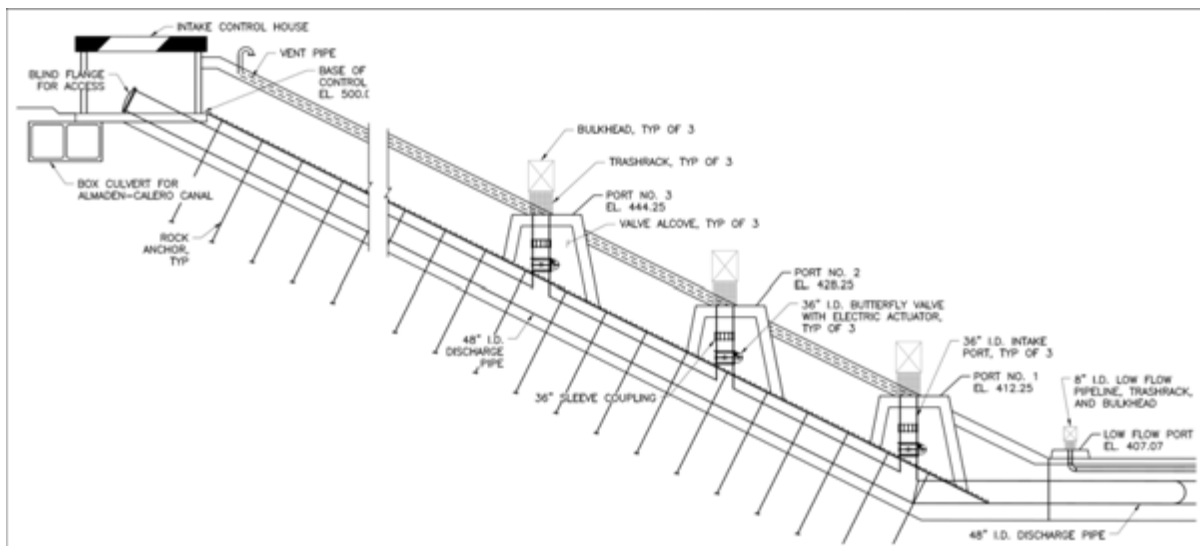 INTAKE CONTROL HOUSE
VENT PIPE
BLIND FLANGE
FOR ACCESS
BASE OF
CONTROL
EL. 500.0
BOX CULVERT FOR
ALMADEN-CALERO CANAL
ROCK
ANCHOR,
TYP
BULKHEAD, TYP OF 3
TRASHRACK, TYP OF 3
PORT NO. 3
EL. 444.25
VALVE ALCOVE, TYP OF 3
48" I.D.
DISCHARGE
PIPE
36" SLEEVE COUPLING
PORT NO. 2
EL. 428.25
36" I.D. BUTTERFLY VALVE
WITH ELECTRIC ACTUATOR,
TYP OF 3
36" I.D. INTAKE
PORT, TYP OF 3
PORT NO. 1
EL. 412.25
8" I.D. LOW FLOW
PIPELINE, TRASHRACK,
AND BULKHEAD
LOW FLOW PORT
EL. 407.07
48" I.D. DISCHARGE PIPE